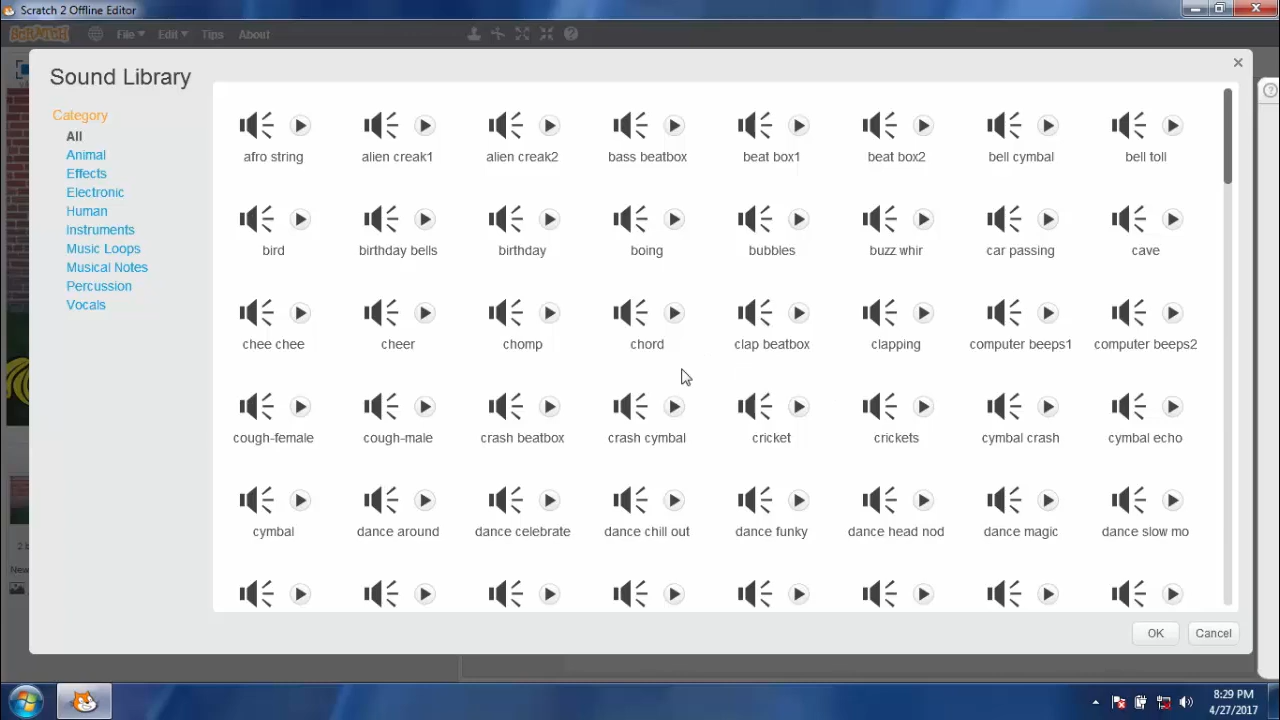 Scratch 2 Offline Editor
SCRATCH File Edit Tips About
Sound Library
Category
All
Animal
Effects
Electronic
Human
Instruments
Music Loops
Musical Notes
Percussion
Vocals
afro string alien creak1 alien creak2 bass beatbox beat box1 beat box2 bell cymbal bell toll
bird birthday bells birthday boing bubbles buzz whir car passing cave
chee chee cheer chomp chord clap beatbox clapping computer beeps1 computer beeps2
cough-female cough-male crash beatbox crash cymbal cricket crickets cymbal crash cymbal echo
cymbal dance around dance celebrate dance chill out dance funky dance head nod dance magic dance slow mo
OK Cancel
New
8:29 PM
4/27/2017